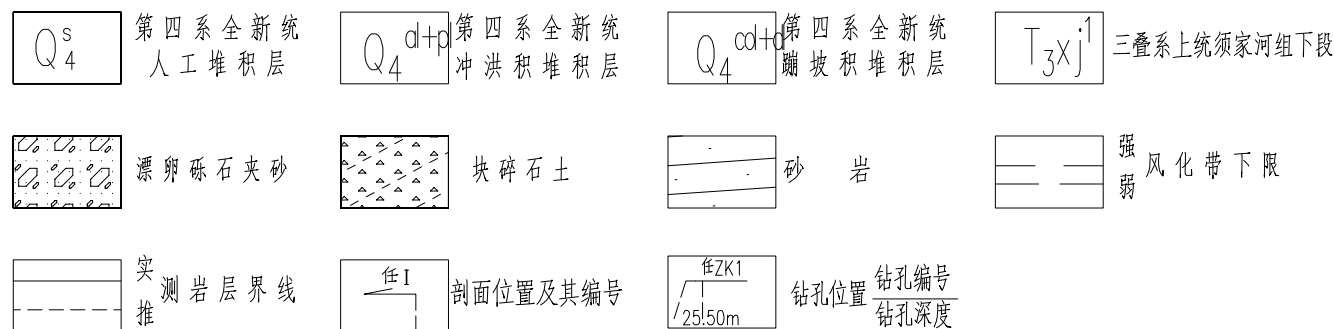 Q₄ˢ 第四系全新统人工堆积层
Q₄ᵃˡ⁺ᵖˡ 第四系全新统冲洪积堆积层
Q₄ᶜᵒˡ⁺ᵈˡ 第四系全新统蹦坡积堆积层
T₃xj¹ 三叠系上统须家河组下段
漂卵砾石夹砂
块碎石土
砂岩
强弱风化带下限
实推测岩层界线
任I 剖面位置及其编号
任ZK1
25.50m
钻孔位置 钻孔编号
钻孔深度